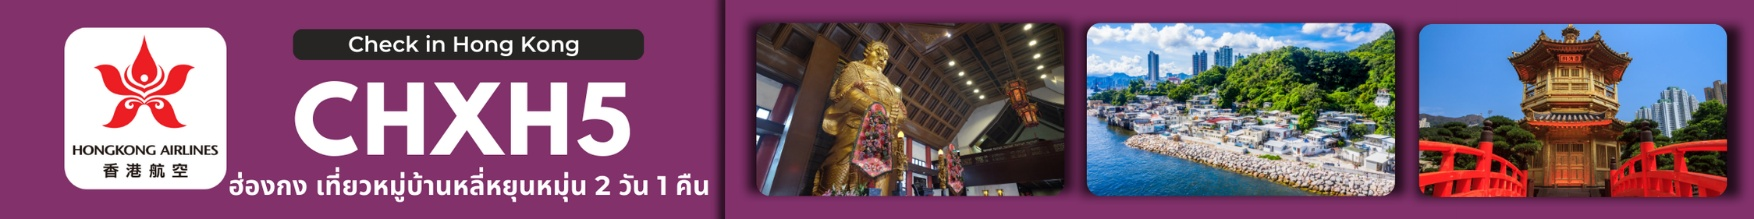 HONGKONG AIRLINES
香港航空
Check in Hong Kong
CHXH5
ฮ่องกง เที่ยวหมู่บ้านหลี่หยุนหมุ่น 2 วัน 1 คืน